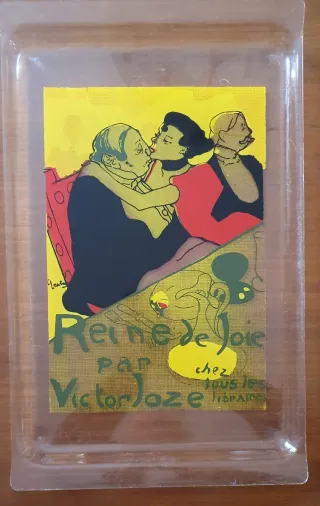 Reine de Joie
par
Victor Joze
chez
tous les
libraires